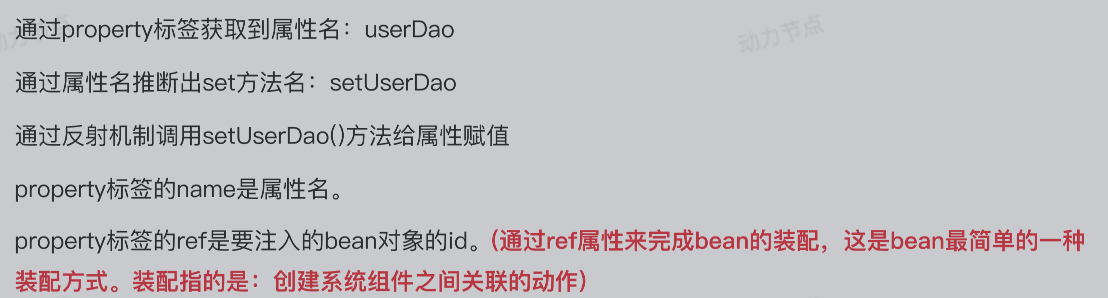 通过property标签获取到属性名：userDao
动力节点
通过属性名推断出set方法名：setUserDao
通过反射机制调用setUserDao()方法给属性赋值
property标签的name是属性名。
property标签的ref是要注入的bean对象的id。(通过ref属性来完成bean的装配，这是bean最简单的一种
装配方式。装配指的是：创建系统组件之间关联的动作)